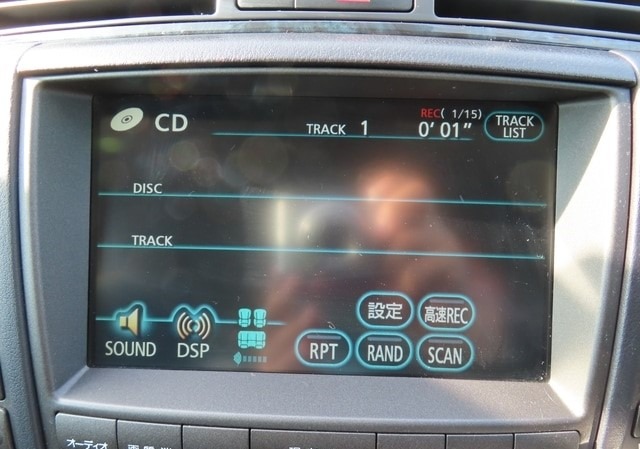 CD
TRACK 1
REC( 1/15)
0' 01"
TRACK
LIST
DISC
TRACK
設定
高速REC
SOUND
DSP
RPT
RAND
SCAN
オーディオ